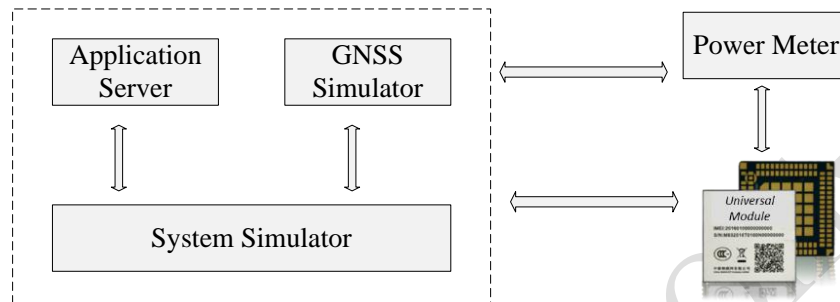 Application
Server
GNSS
Simulator
Power Meter
System Simulator
Universal
Module